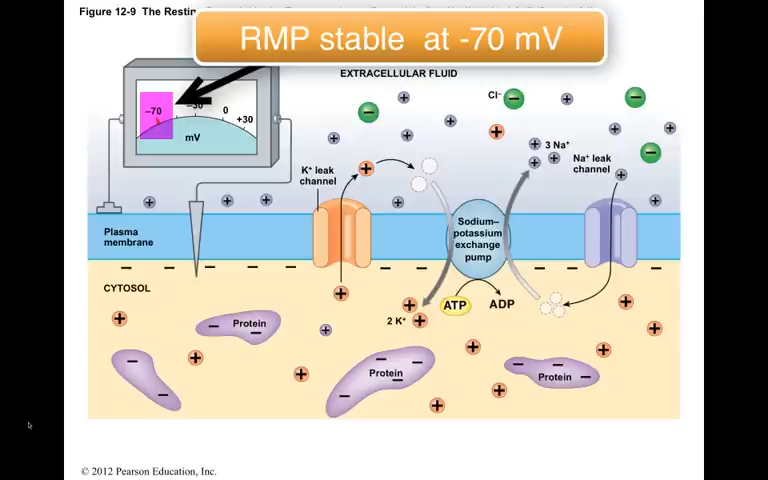 Figure 12-9 The Restin
RMP stable at -70 mV
EXTRACELLULAR FLUID
–70
–30
0
+30
mV
Cl–
3 Na+
K+ leak
channel
Na+ leak
channel
Plasma
membrane
Sodium–
potassium
exchange
pump
CYTOSOL
ATP
ADP
2 K+
Protein
Protein
Protein
© 2012 Pearson Education, Inc.